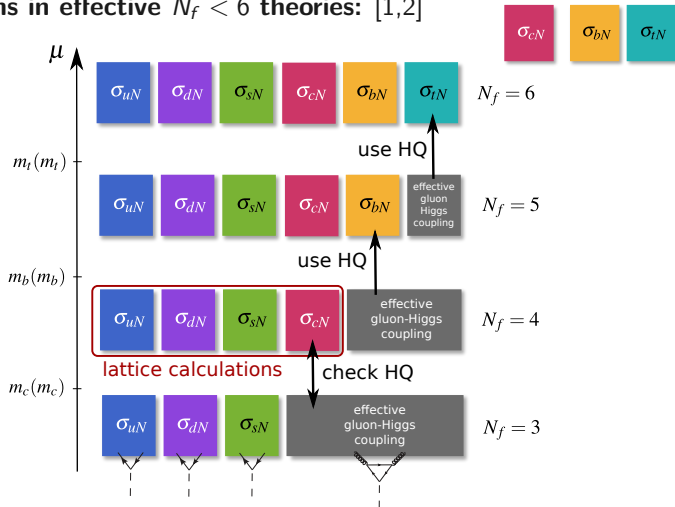 ns in effective N_f < 6 theories: [1,2]
σ_cN σ_bN σ_tN
μ
σ_uN σ_dN σ_sN σ_cN σ_bN σ_tN N_f = 6
m_t(m_t)
use HQ
σ_uN σ_dN σ_sN σ_cN σ_bN
effective
gluon
Higgs
coupling
N_f = 5
m_b(m_b)
use HQ
σ_uN σ_dN σ_sN σ_cN
effective
gluon-Higgs
coupling
N_f = 4
lattice calculations
check HQ
m_c(m_c)
σ_uN σ_dN σ_sN
effective
gluon-Higgs
coupling
N_f = 3